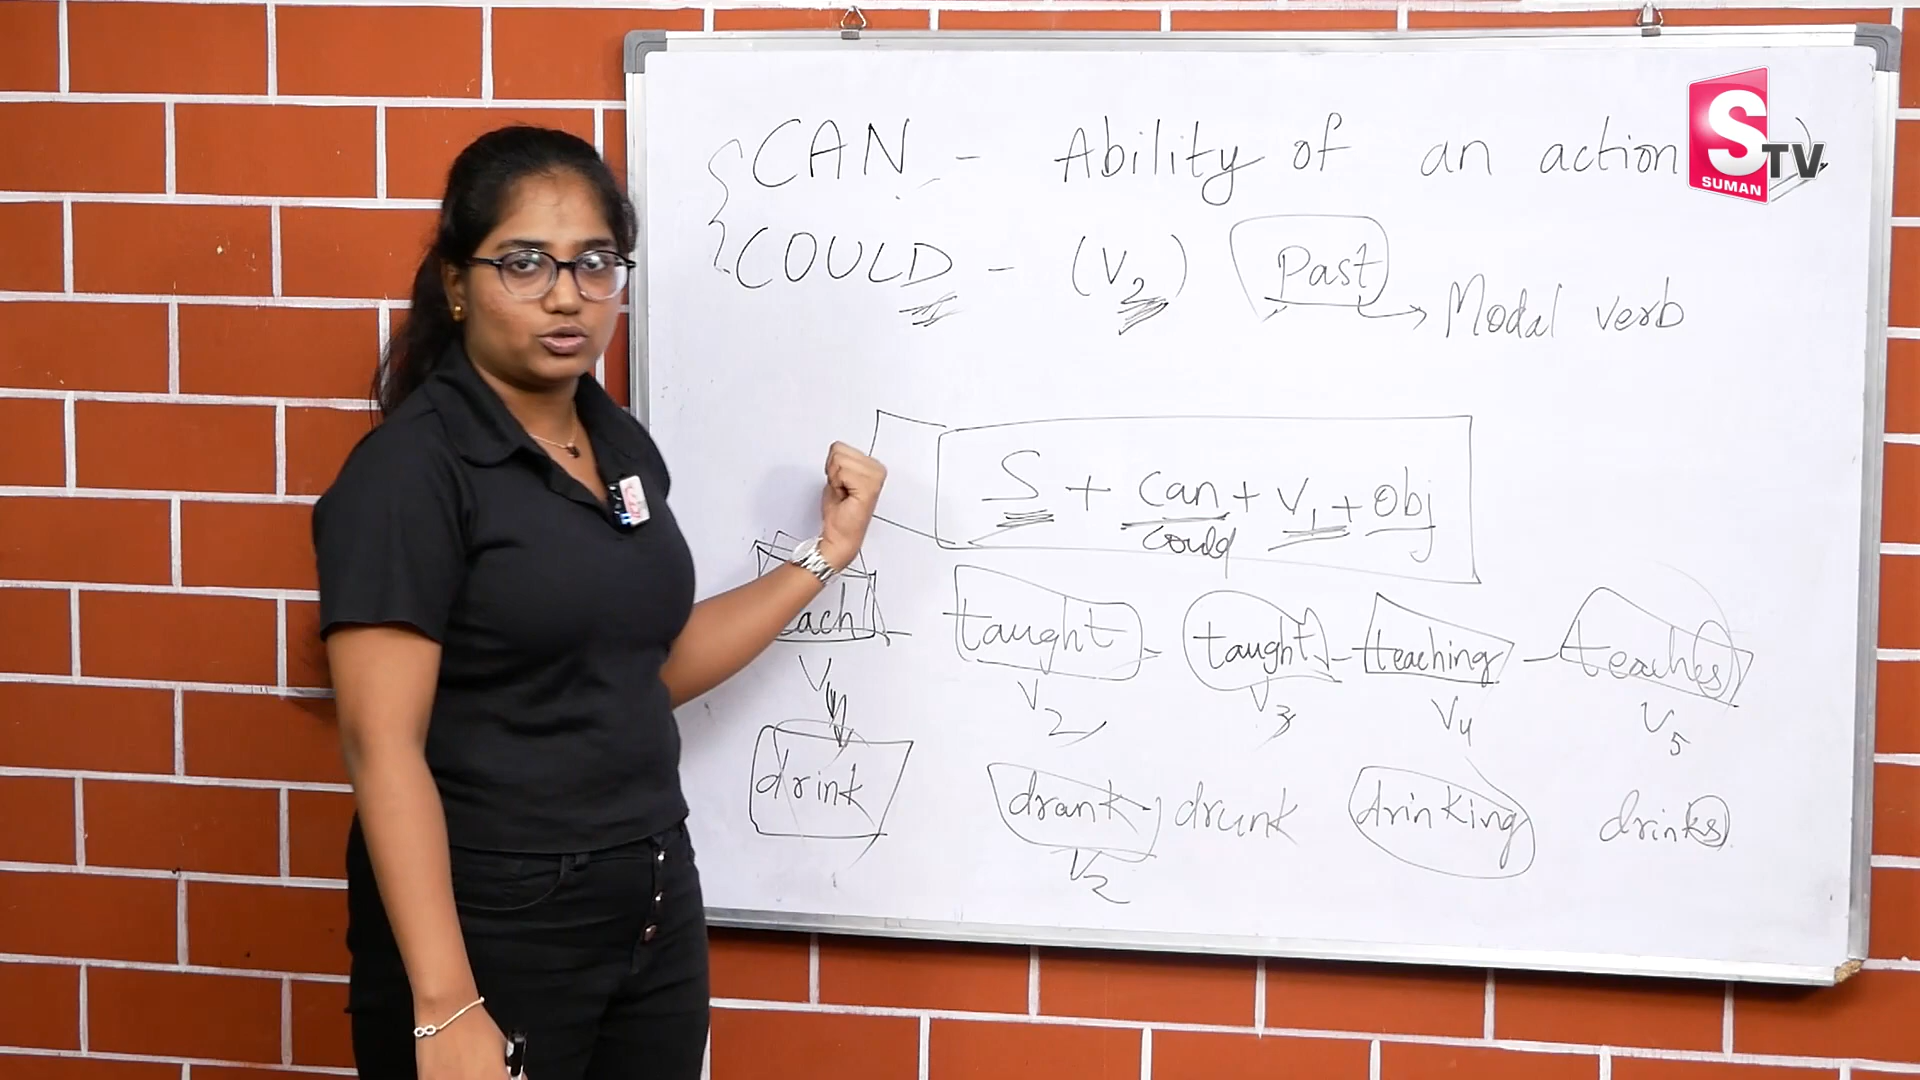 CAN - Ability of an action
S
TV
SUMAN
COULD - (V2) Past → Modal verb
S + can + V1 + obj
could
each - taught - taught - teaching - teaches
V1 V2 V3 V4 V5
drink drank drunk drinking drinks
V2